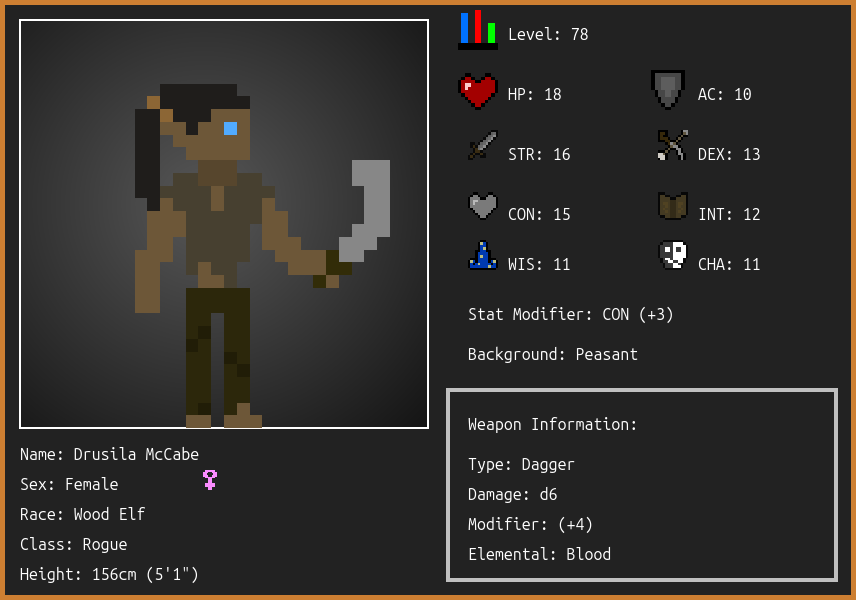 Level: 78
HP: 18
AC: 10
STR: 16
DEX: 13
CON: 15
INT: 12
WIS: 11
CHA: 11
Stat Modifier: CON (+3)
Background: Peasant
Weapon Information:
Type: Dagger
Damage: d6
Modifier: (+4)
Elemental: Blood
Name: Drusila McCabe
Sex: Female
Race: Wood Elf
Class: Rogue
Height: 156cm (5'1")